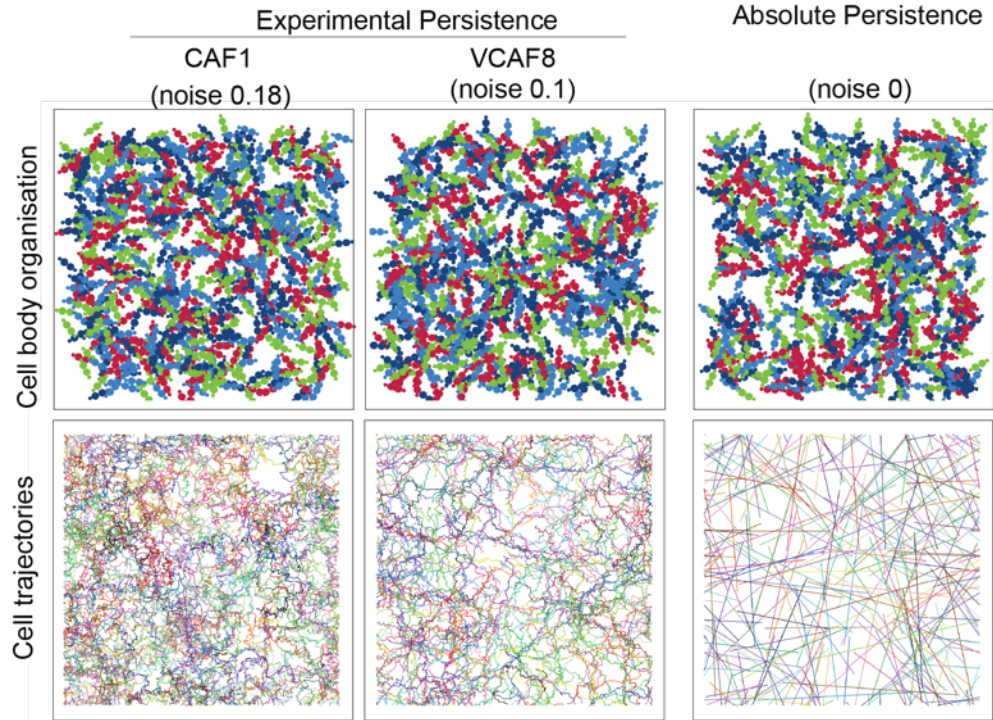 Experimental Persistence
Absolute Persistence
CAF1
VCAF8
(noise 0.18)
(noise 0.1)
(noise 0)
Cell body organisation
Cell trajectories